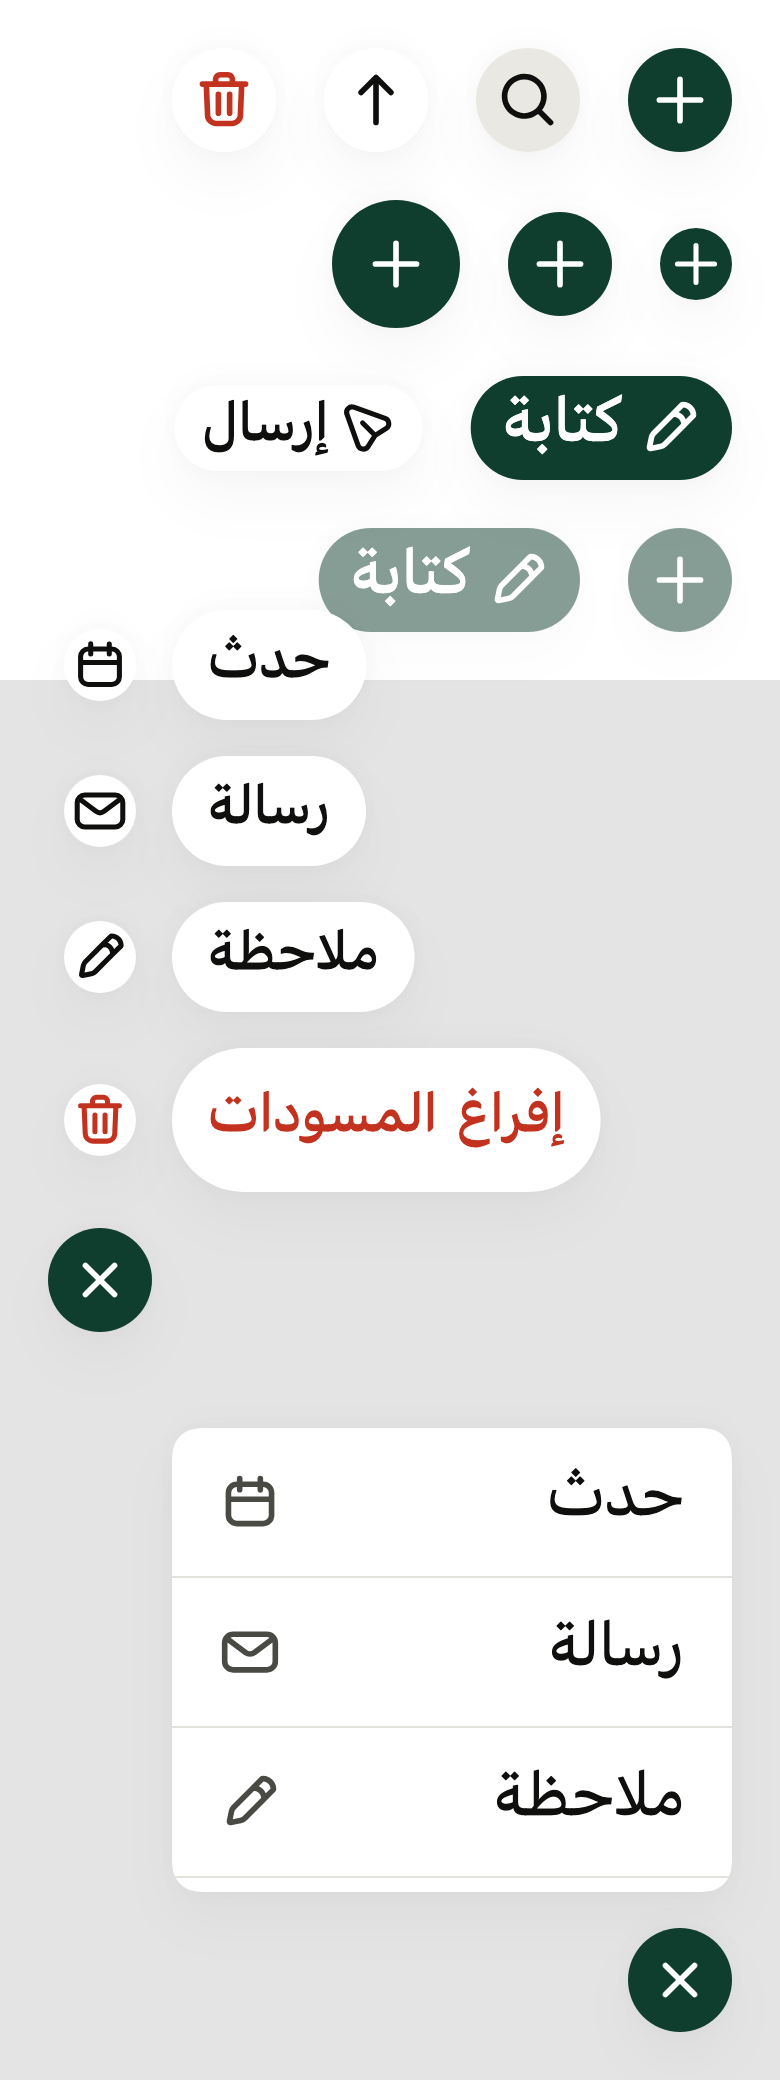 كتابة
إرسال
كتابة
حدث
رسالة
ملاحظة
إفراغ المسودات
حدث
رسالة
ملاحظة